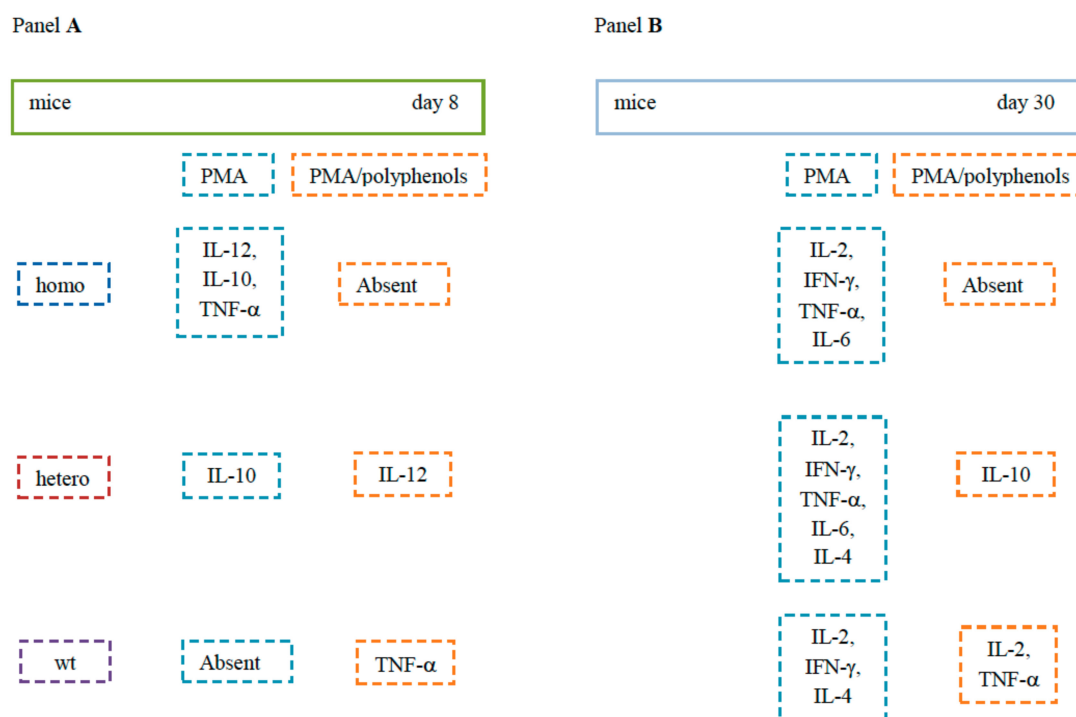 Panel A
mice day 8
PMA PMA/polyphenols
homo
IL-12,
IL-10,
TNF-α
Absent
hetero
IL-10
IL-12
wt
Absent
TNF-α
Panel B
mice day 30
PMA PMA/polyphenols
IL-2,
IFN-γ,
TNF-α,
IL-6
Absent
IL-2,
IFN-γ,
TNF-α,
IL-6,
IL-4
IL-10
IL-2,
IFN-γ,
IL-4
IL-2,
TNF-α